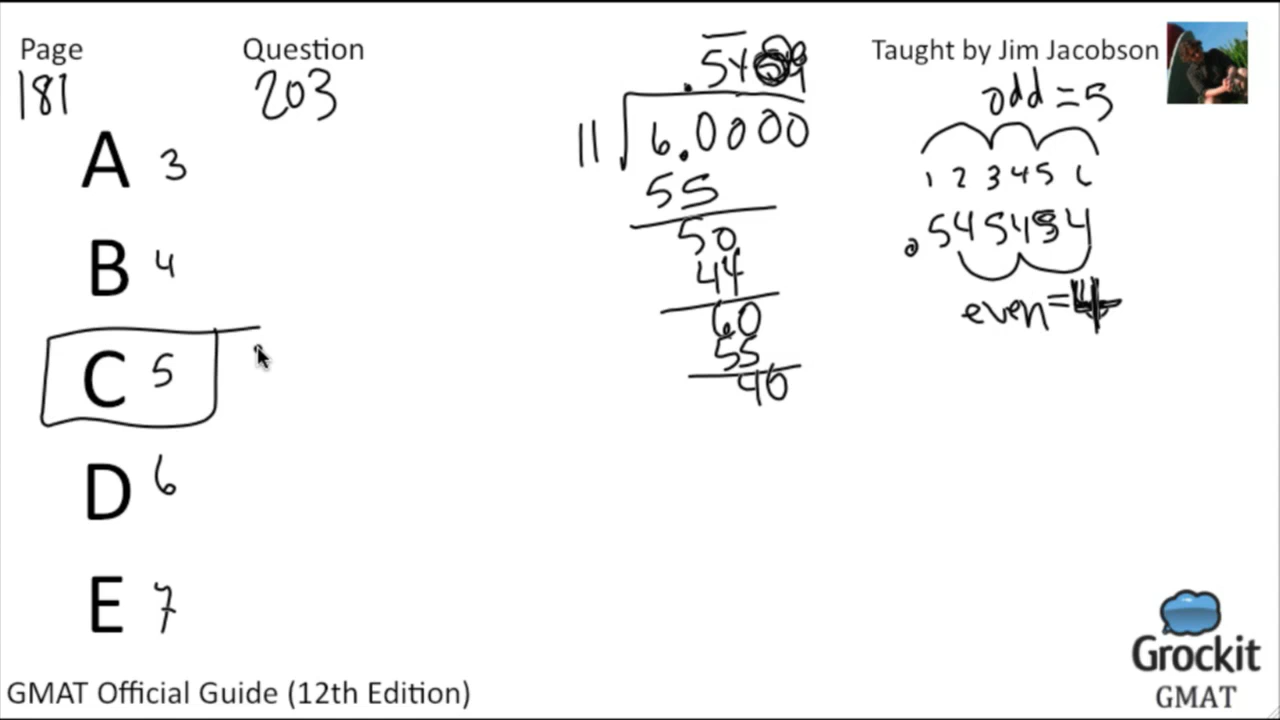 Page
181
Question
203
Taught by Jim Jacobson
A 3
B 4
C 5
D 6
E 7
.54
11 6.0000
55
50
44
60
55
40
odd = 5
1 2 3 4 5 6
.545454
even = 4
GMAT Official Guide (12th Edition)
Grockit
GMAT